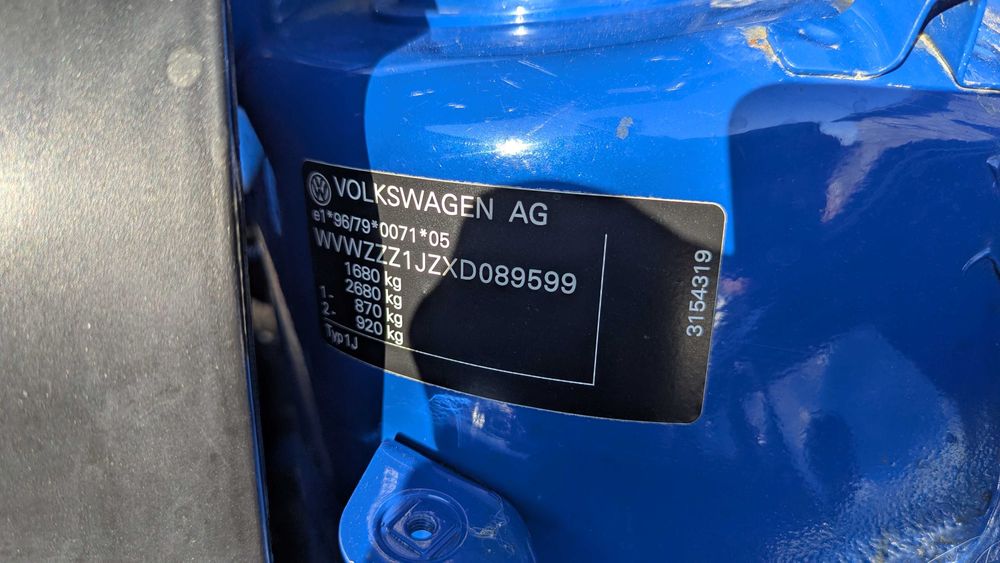 VOLKSWAGEN AG
e1*96/79*0071*05
WVWZZZ1JZXD089599
1680 kg
2680 kg
1- 870 kg
2- 920 kg
Typ1J
3154319